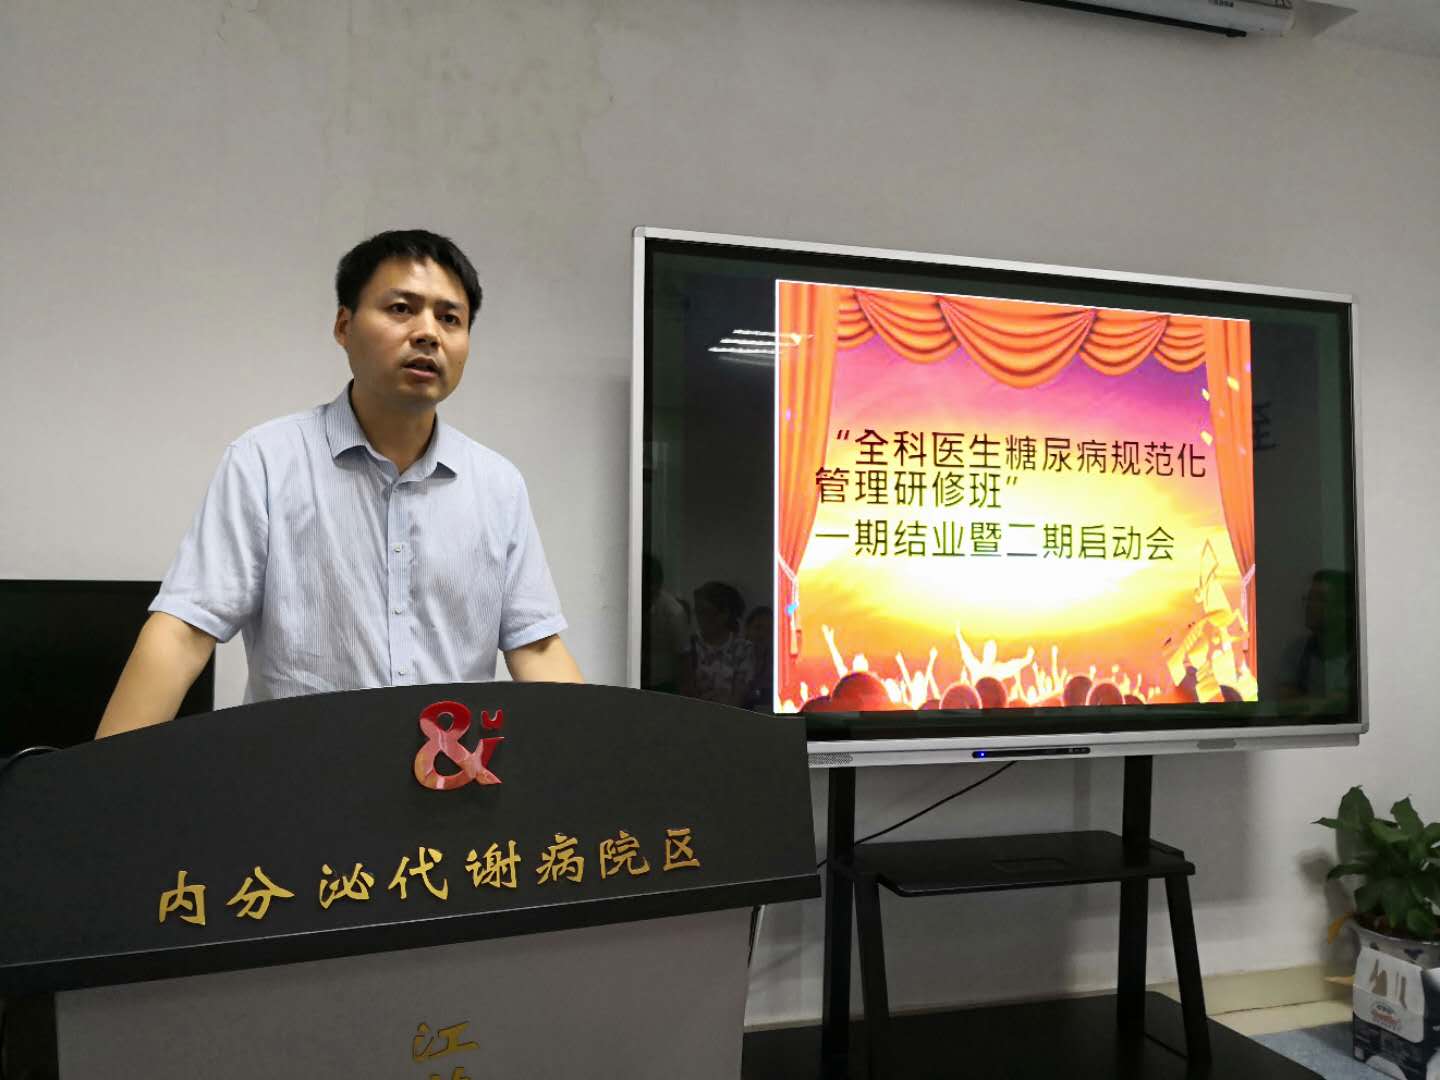 “全科医生糖尿病规范化
管理研修班”
一期结业暨二期启动会
内分泌代谢病院区
江